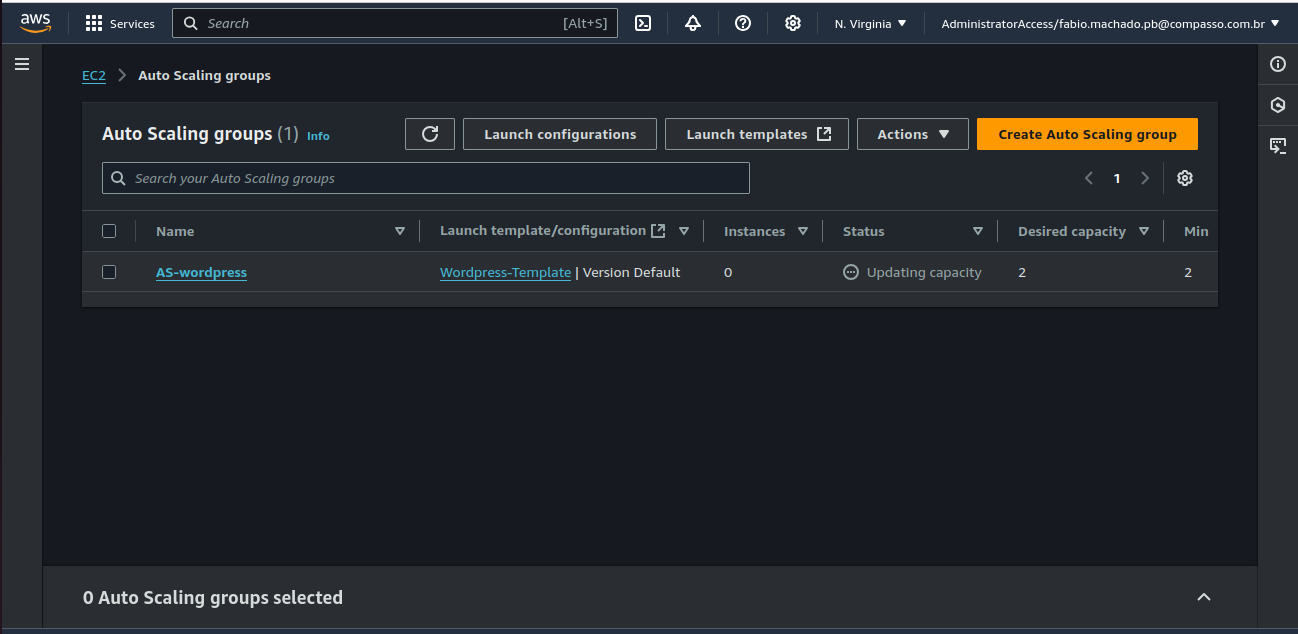 aws Services Search [Alt+S] N. Virginia AdministratorAccess/fabio.machado.pb@compasso.com.br
EC2 Auto Scaling groups
Auto Scaling groups (1) Info Launch configurations Launch templates Actions Create Auto Scaling group
Search your Auto Scaling groups 1
Name Launch template/configuration Instances Status Desired capacity Min
AS-wordpress Wordpress-Template | Version Default 0 Updating capacity 2 2
0 Auto Scaling groups selected